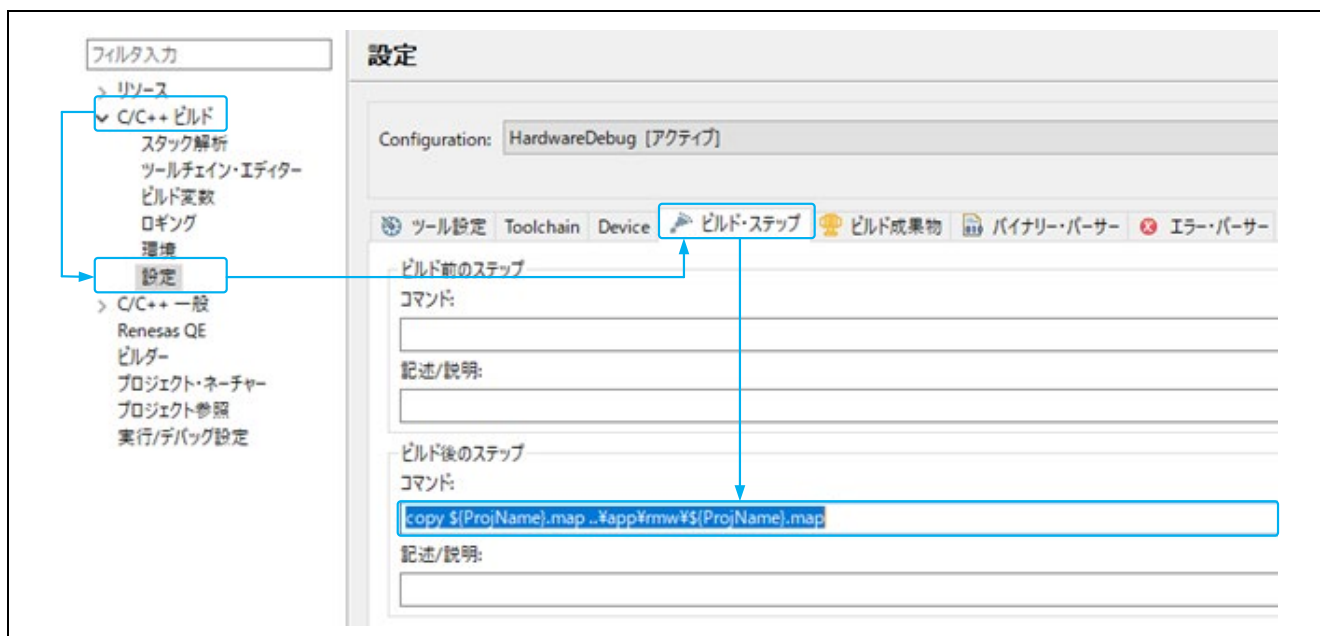 フィルタ入力
リソース
C/C++ ビルド
スタック解析
ツールチェイン・エディター
ビルド変数
ロギング
環境
設定
C/C++ 一般
Renesas QE
ビルダー
プロジェクト・ネーチャー
プロジェクト参照
実行/デバッグ設定
設定
Configuration: HardwareDebug [アクティブ]
ツール設定 Toolchain Device ビルド・ステップ ビルド成果物 バイナリー・パーサー エラー・パーサー
ビルド前のステップ
コマンド:
記述/説明:
ビルド後のステップ
コマンド:
copy ${ProjName}.map ..¥app¥rmw¥${ProjName}.map
記述/説明: